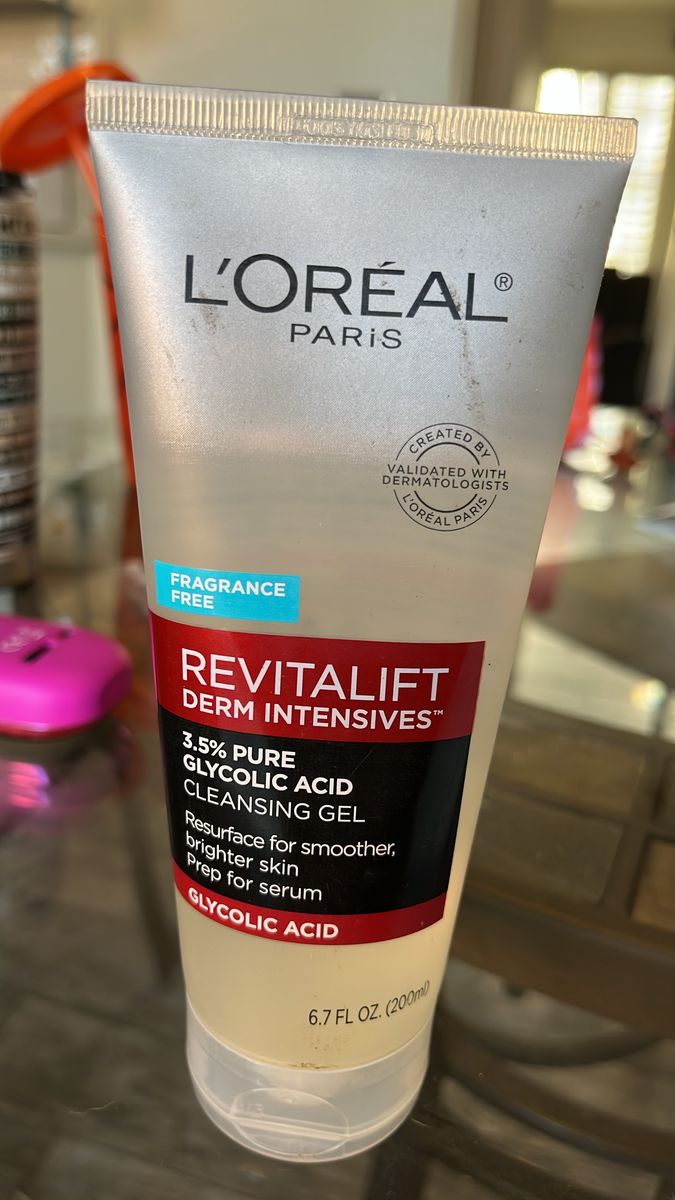 L'ORÉAL®
PARiS
CREATED BY
VALIDATED WITH
DERMATOLOGISTS
L'ORÉAL PARIS
FRAGRANCE
FREE
REVITALIFT
DERM INTENSIVES™
3.5% PURE
GLYCOLIC ACID
CLEANSING GEL
Resurface for smoother,
brighter skin
Prep for serum
GLYCOLIC ACID
6.7 FL OZ. (200ml)